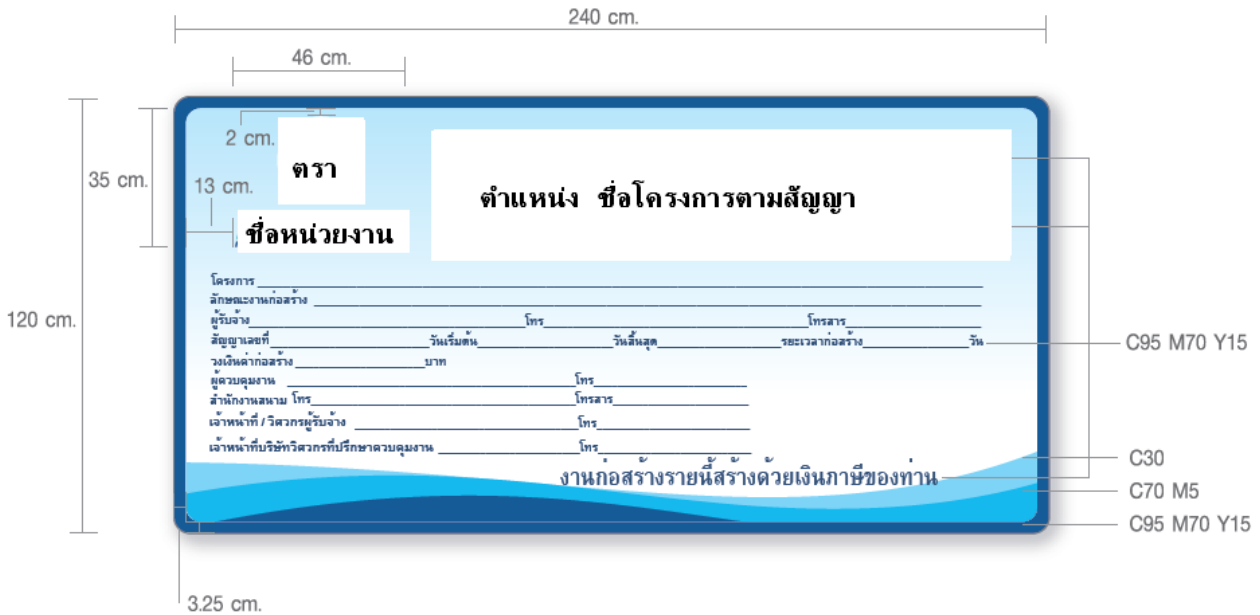 240 cm.
46 cm.
2 cm.
ตรา
35 cm.
13 cm.
ตำแหน่ง ชื่อโครงการตามสัญญา
ชื่อหน่วยงาน
โครงการ
ลักษณะงานก่อสร้าง
ผู้รับจ้าง โทร โทรสาร
120 cm.
สัญญาเลขที่ วันเริ่มต้น วันสิ้นสุด ระยะเวลาก่อสร้าง วัน
C95 M70 Y15
วงเงินค่าก่อสร้าง บาท
ผู้ควบคุมงาน โทร
สำนักงานสนาม โทร โทรสาร
เจ้าหน้าที่ / วิศวกรผู้รับจ้าง โทร
เจ้าหน้าที่บริษัทวิศวกรที่ปรึกษาควบคุมงาน โทร
C30
งานก่อสร้างรายนี้สร้างด้วยเงินภาษีของท่าน
C70 M5
C95 M70 Y15
3.25 cm.